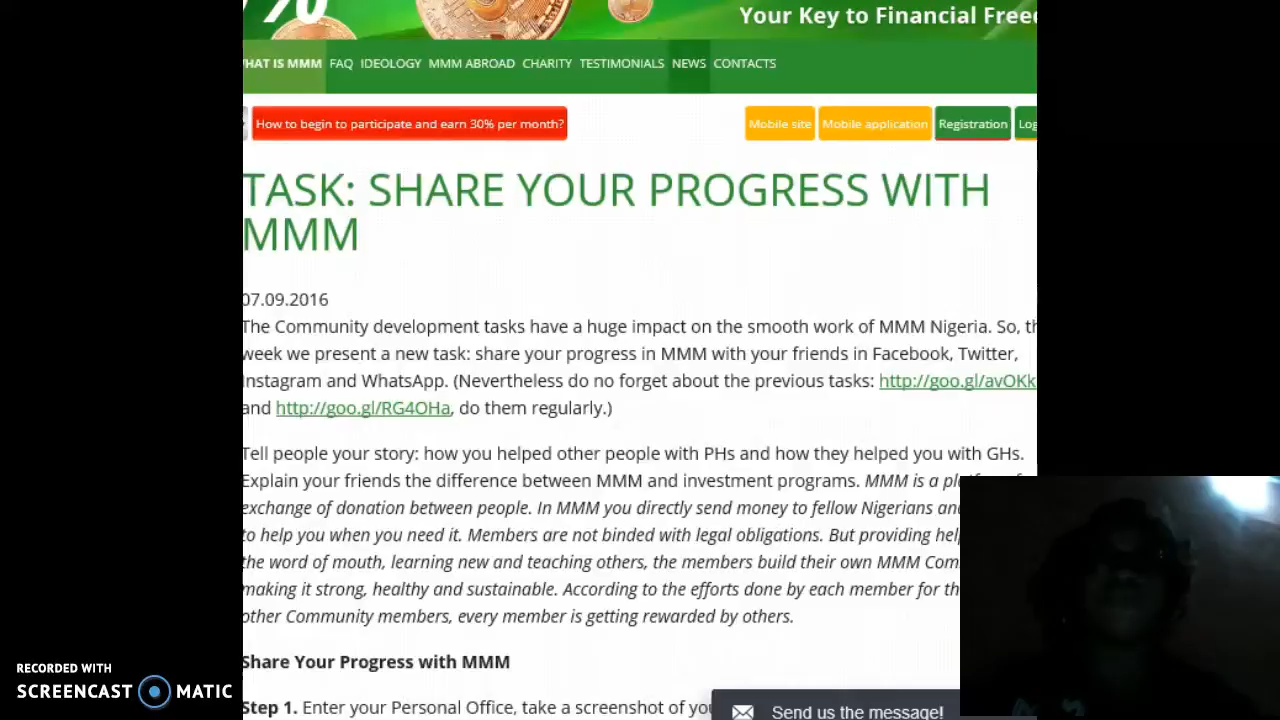 %
Your Key to Financial Freed
HAT IS MMM FAQ IDEOLOGY MMM ABROAD CHARITY TESTIMONIALS NEWS CONTACTS
How to begin to participate and earn 30% per month? Mobile site Mobile application Registration Log
TASK: SHARE YOUR PROGRESS WITH
MMM
07.09.2016
The Community development tasks have a huge impact on the smooth work of MMM Nigeria. So, th
week we present a new task: share your progress in MMM with your friends in Facebook, Twitter,
Instagram and WhatsApp. (Nevertheless do no forget about the previous tasks: http://goo.gl/avOKk
and http://goo.gl/RG4OHa, do them regularly.)
Tell people your story: how you helped other people with PHs and how they helped you with GHs.
Explain your friends the difference between MMM and investment programs. MMM is a pl
exchange of donation between people. In MMM you directly send money to fellow Nigerians an
to help you when you need it. Members are not binded with legal obligations. But providing hel
the word of mouth, learning new and teaching others, the members build their own MMM Com
making it strong, healthy and sustainable. According to the efforts done by each member for th
other Community members, every member is getting rewarded by others.
Share Your Progress with MMM
Step 1. Enter your Personal Office, take a screenshot of you
Send us the message!
RECORDED WITH
SCREENCAST MATIC